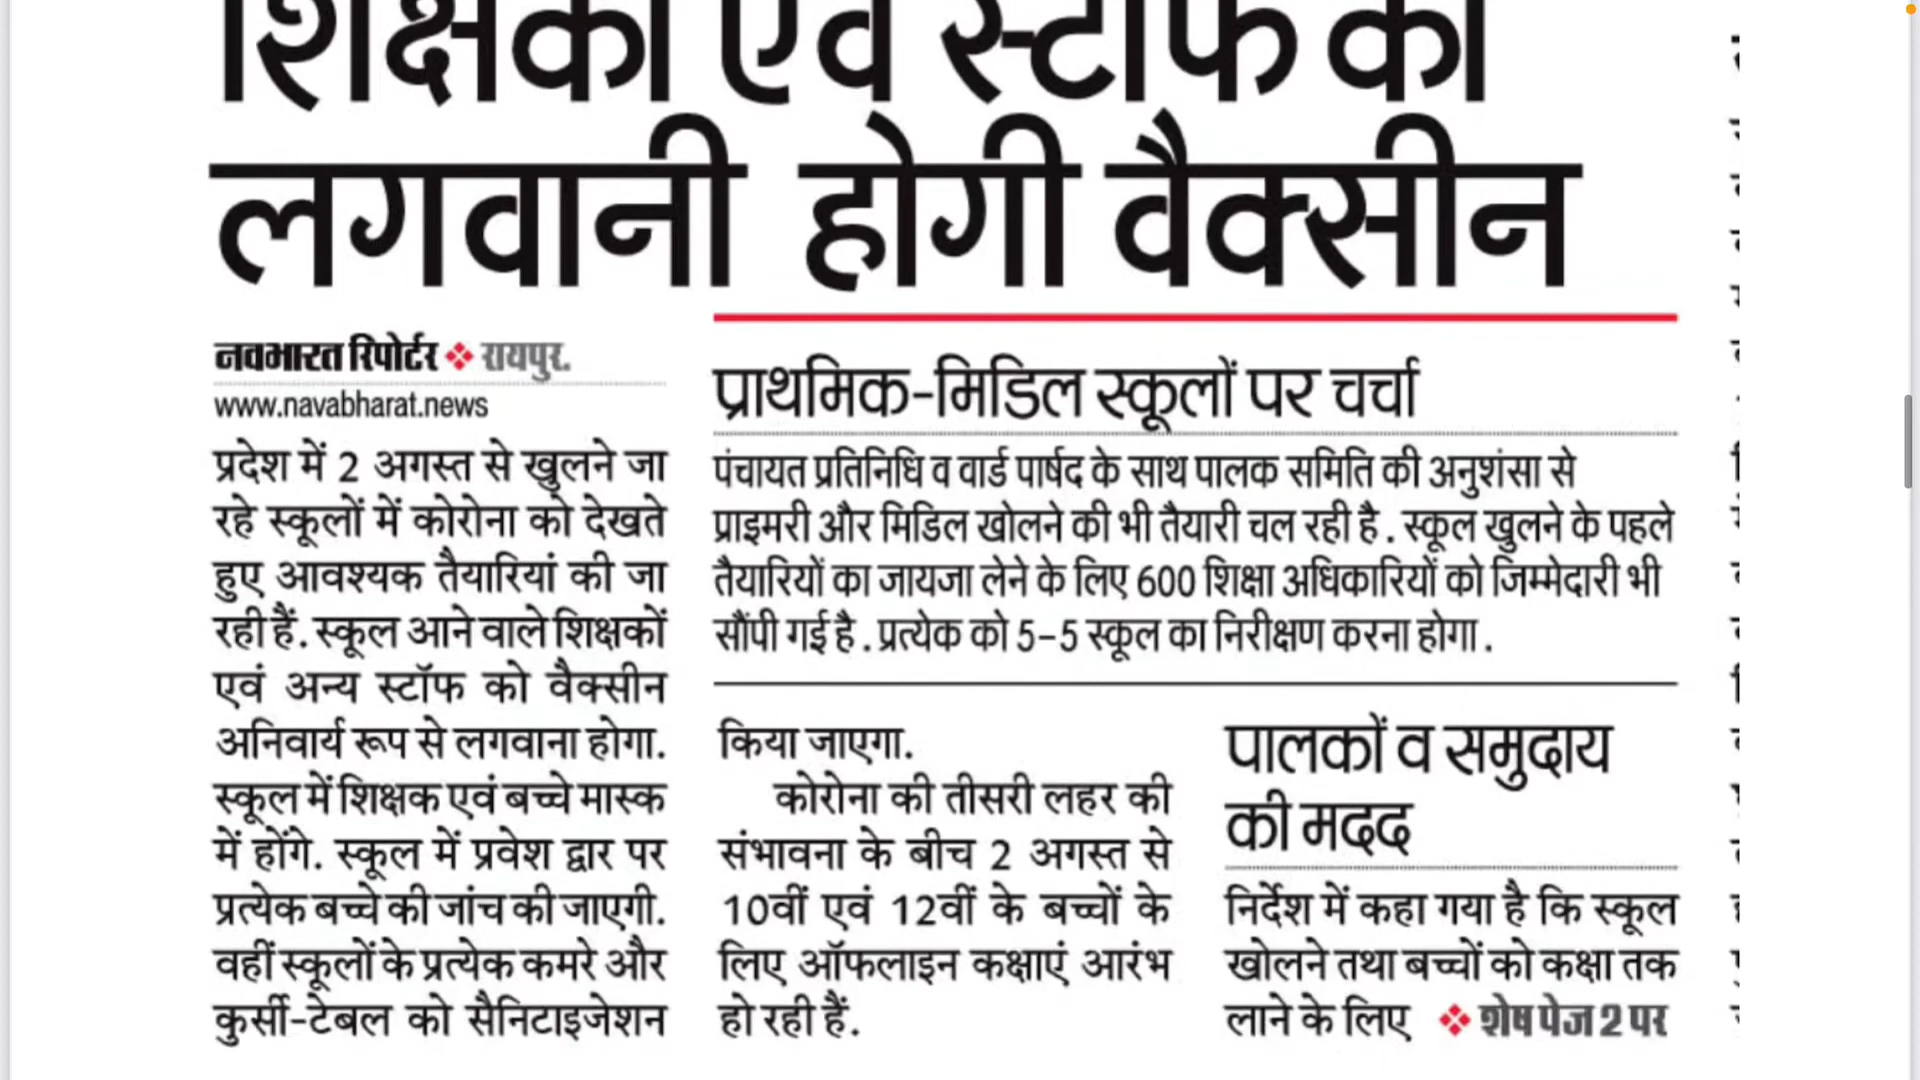 शिक्षकों एवं स्टॉफ को
लगवानी होगी वैक्सीन
नवभारत रिपोर्टर ❖ रायपुर.
www.navabharat.news
प्रदेश में 2 अगस्त से खुलने जा
रहे स्कूलों में कोरोना को देखते
हुए आवश्यक तैयारियां की जा
रही हैं. स्कूल आने वाले शिक्षकों
एवं अन्य स्टॉफ को वैक्सीन
अनिवार्य रूप से लगवाना होगा.
स्कूल में शिक्षक एवं बच्चे मास्क
में होंगे. स्कूल में प्रवेश द्वार पर
प्रत्येक बच्चे की जांच की जाएगी.
वहीं स्कूलों के प्रत्येक कमरे और
कुर्सी-टेबल को सैनिटाइजेशन
प्राथमिक-मिडिल स्कूलों पर चर्चा
पंचायत प्रतिनिधि व वार्ड पार्षद के साथ पालक समिति की अनुशंसा से
प्राइमरी और मिडिल खोलने की भी तैयारी चल रही है. स्कूल खुलने के पहले
तैयारियों का जायजा लेने के लिए 600 शिक्षा अधिकारियों को जिम्मेदारी भी
सौंपी गई है. प्रत्येक को 5-5 स्कूल का निरीक्षण करना होगा.
किया जाएगा.
कोरोना की तीसरी लहर की
संभावना के बीच 2 अगस्त से
10वीं एवं 12वीं के बच्चों के
लिए ऑफलाइन कक्षाएं आरंभ
हो रही हैं.
पालकों व समुदाय
की मदद
निर्देश में कहा गया है कि स्कूल
खोलने तथा बच्चों को कक्षा तक
लाने के लिए ❖ शेष पेज 2 पर